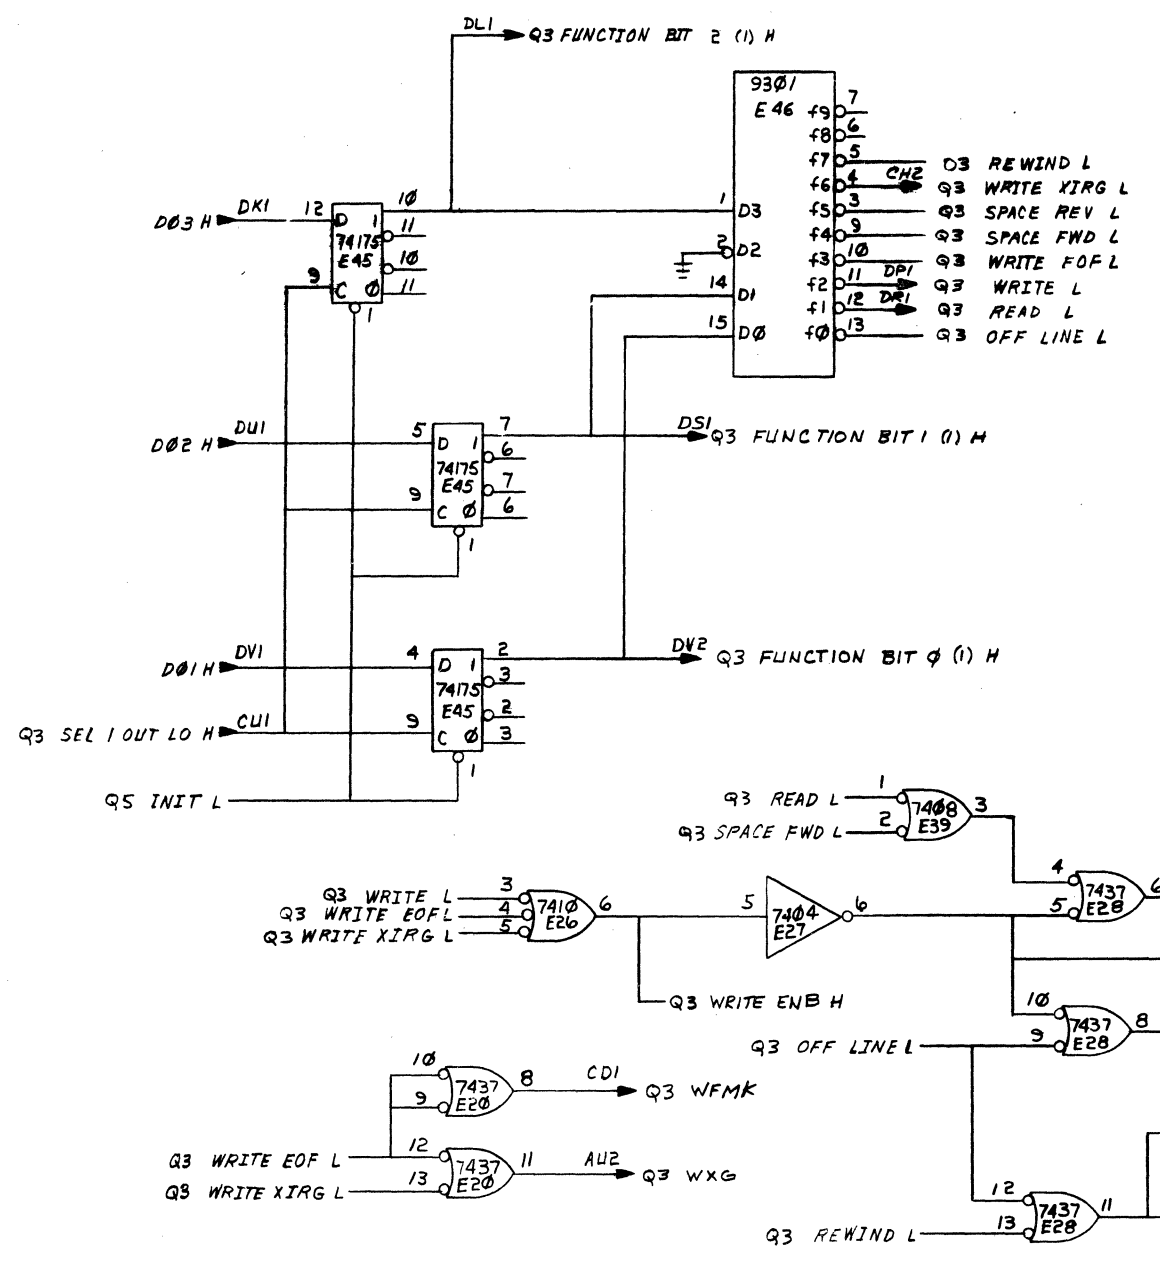 DL1
Q3 FUNCTION BIT 2 (1) H
93Ø1
E46
f9 7
f8 6
f7 5 Q3 REWIND L
f6 4 CH2 Q3 WRITE XIRG L
f5 3 Q3 SPACE REV L
f4 9 Q3 SPACE FWD L
f3 1Ø Q3 WRITE EOF L
f2 11 DP1 Q3 WRITE L
f1 12 DR1 Q3 READ L
fØ 13 Q3 OFF LINE L
1 D3
2 D2
14 D1
15 DØ
DØ3 H DK1 12 D 1 1Ø
11
74175
E45
1Ø
9 C Ø 11
1
DØ2 H DU1 5 D 1 7 DS1 Q3 FUNCTION BIT 1 (1) H
6
74175
E45
7
9 C Ø 6
1
DØ1 H DV1 4 D 1 2 DV2 Q3 FUNCTION BIT Ø (1) H
3
74175
E45
2
Q3 SEL 1 OUT LO H CU1 9 C Ø 3
1
Q5 INIT L
Q3 READ L 1
Q3 SPACE FWD L 2
74Ø8
E39
3
Q3 WRITE L 3
Q3 WRITE EOF L 4
Q3 WRITE XIRG L 5
741Ø
E26
6
5
74Ø4
E27
6
4
5
7437
E28
6
Q3 WRITE ENB H
1Ø
Q3 OFF LINE L 9
7437
E28
8
1Ø
9
7437
E2Ø
8 CD1 Q3 WFMK
Q3 WRITE EOF L 12
Q3 WRITE XIRG L 13
7437
E2Ø
11 AU2 Q3 WXG
12
Q3 REWIND L 13
7437
E28
11